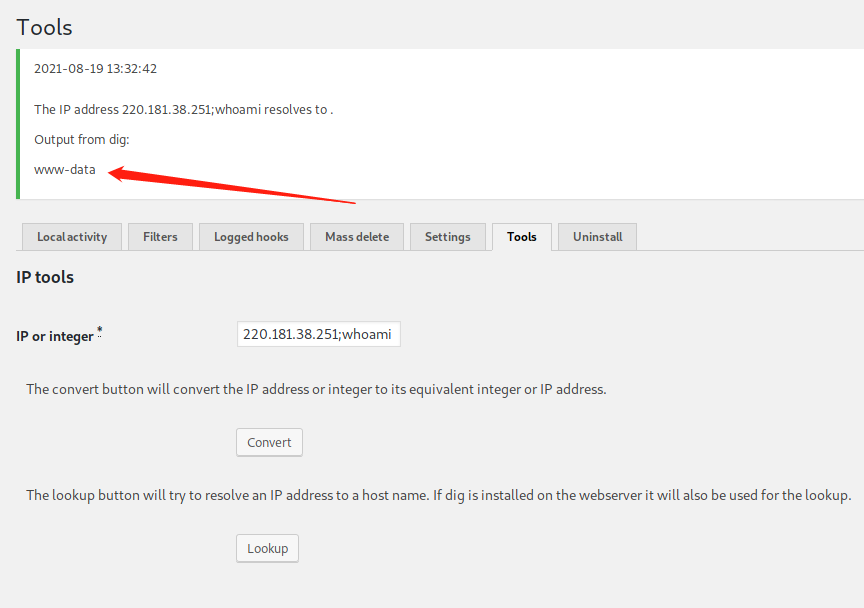 Tools
2021-08-19 13:32:42
The IP address 220.181.38.251;whoami resolves to .
Output from dig:
www-data
Local activity
Filters
Logged hooks
Mass delete
Settings
Tools
Uninstall
IP tools
IP or integer *
220.181.38.251;whoami
The convert button will convert the IP address or integer to its equivalent integer or IP address.
Convert
The lookup button will try to resolve an IP address to a host name. If dig is installed on the webserver it will also be used for the lookup.
Lookup